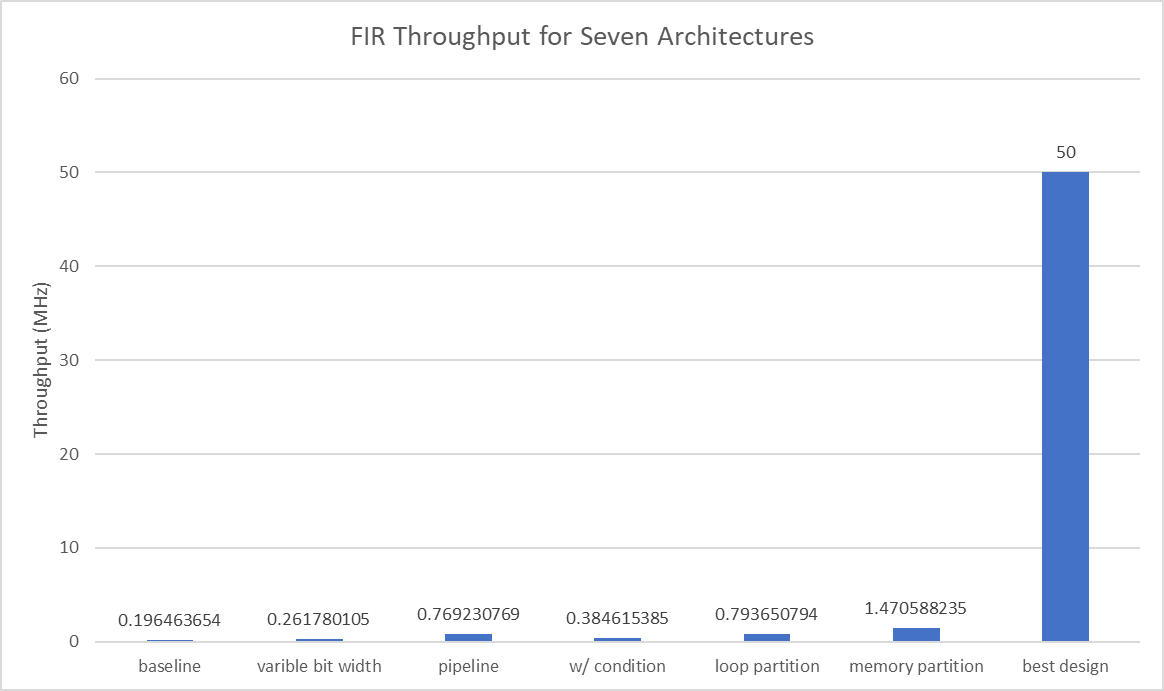 FIR Throughput for Seven Architectures
60
50
40
30
20
10
0
Throughput (MHz)
0.196463654
0.261780105
0.769230769
0.384615385
0.793650794
1.470588235
50
baseline
varible bit width
pipeline
w/ condition
loop partition
memory partition
best design